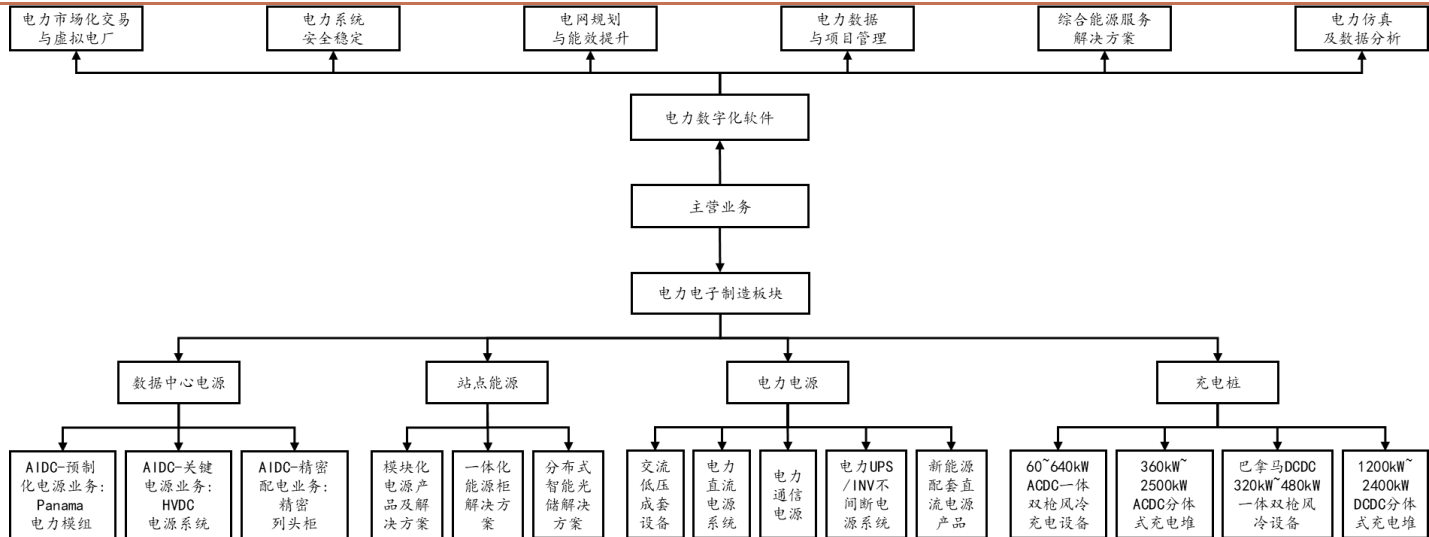 电力市场化交易
与虚拟电厂
电力系统
安全稳定
电网规划
与能效提升
电力数据
与项目管理
综合能源服务
解决方案
电力仿真
及数据分析
电力数字化软件
主营业务
电力电子制造板块
数据中心电源
站点能源
电力电源
充电桩
AIDC-预制
化电源业务:
Panama
电力模组
AIDC-关键
电源业务:
HVDC
电源系统
AIDC-精密
配电业务:
精密
列头柜
模块化
电源产
品及解
决方案
一体化
能源柜
解决方
案
分布式
智能光
储解决
方案
交流
低压
成套
设备
电力
直流
电源
系统
电力
通信
电源
电力UPS
/INV不
间断电
源系统
新能源
配套直
流电源
产品
60~640kW
ACDC一体
双枪风冷
充电设备
360kW~
2500kW
ACDC分体
式充电堆
巴拿马DCDC
320kW~480kW
一体双枪风
冷设备
1200kW~
2400kW
DCDC分体
式充电堆